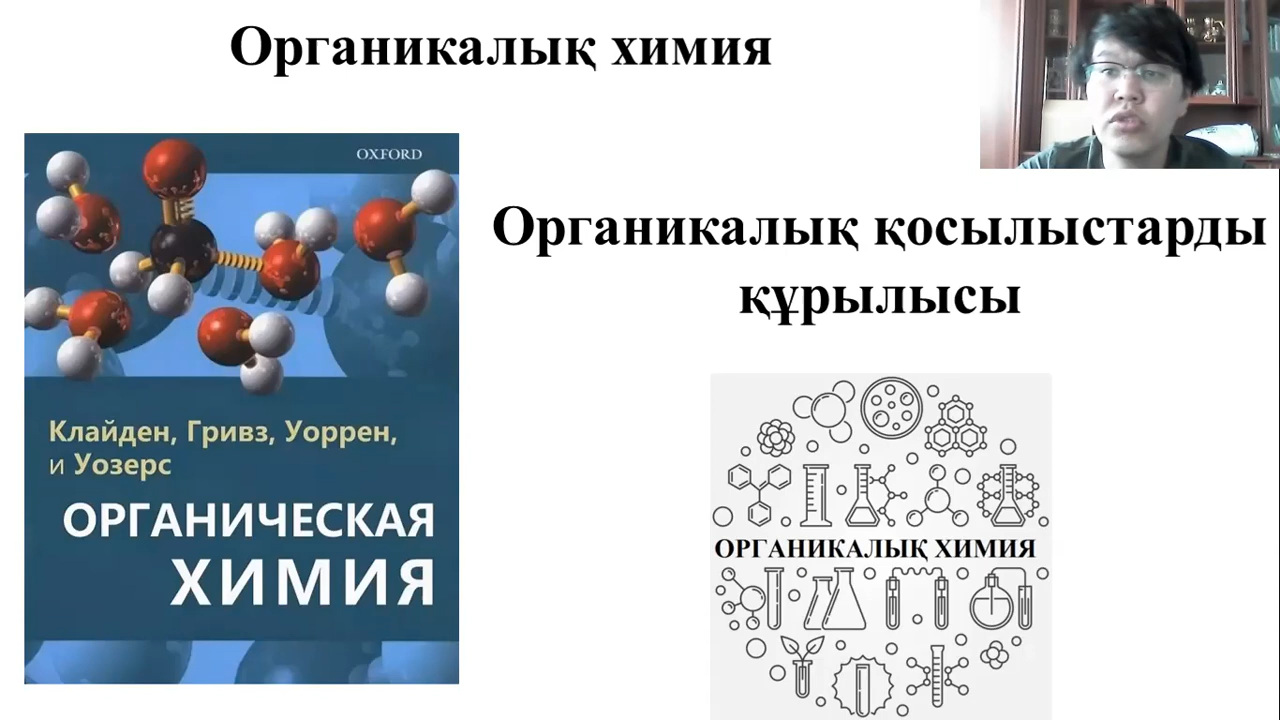 Органикалық химия
OXFORD
Клайден, Гривз, Уоррен,
и Уозерс
ОРГАНИЧЕСКАЯ
ХИМИЯ
Органикалық қосылыстарды
құрылысы
ОРГАНИКАЛЫҚ ХИМИЯ